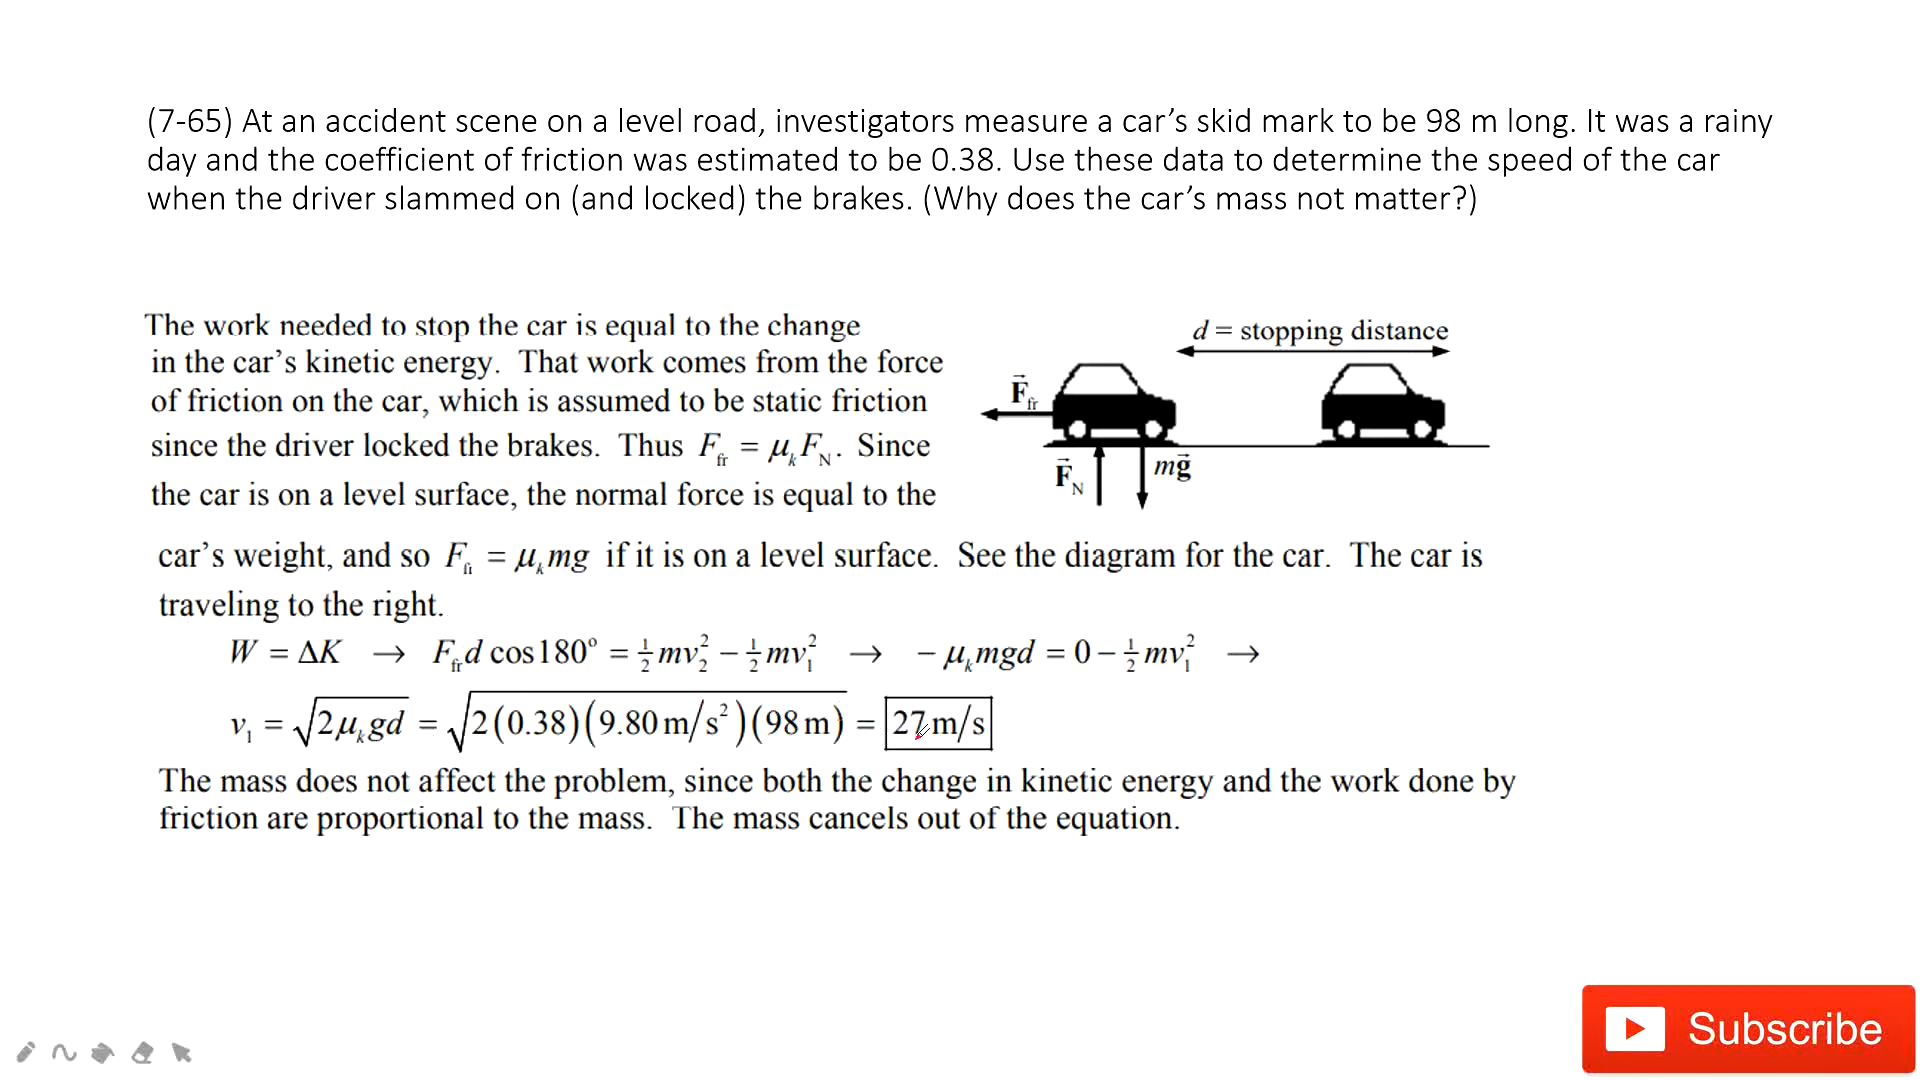 (7-65) At an accident scene on a level road, investigators measure a car’s skid mark to be 98 m long. It was a rainy
day and the coefficient of friction was estimated to be 0.38. Use these data to determine the speed of the car
when the driver slammed on (and locked) the brakes. (Why does the car’s mass not matter?)
The work needed to stop the car is equal to the change
in the car’s kinetic energy. That work comes from the force
of friction on the car, which is assumed to be static friction
since the driver locked the brakes. Thus F_fr = μ_k F_N. Since
the car is on a level surface, the normal force is equal to the
d = stopping distance
F⃗_fr
F⃗_N
mg⃗
car’s weight, and so F_fr = μ_k mg if it is on a level surface. See the diagram for the car. The car is
traveling to the right.
W = ΔK → F_fr d cos180° = ½mv₂² − ½mv₁² → − μ_k mgd = 0 − ½mv₁² →
v₁ = √(2μ_k gd) = √(2(0.38)(9.80 m/s²)(98 m)) = 27 m/s
The mass does not affect the problem, since both the change in kinetic energy and the work done by
friction are proportional to the mass. The mass cancels out of the equation.
Subscribe